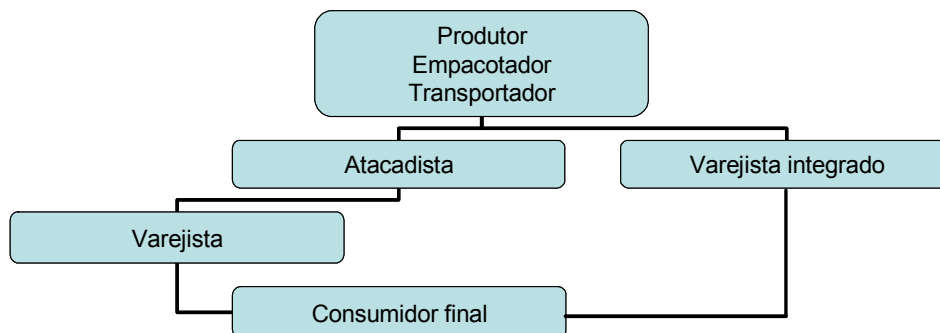 Produtor
Empacotador
Transportador
Atacadista
Varejista integrado
Varejista
Consumidor final